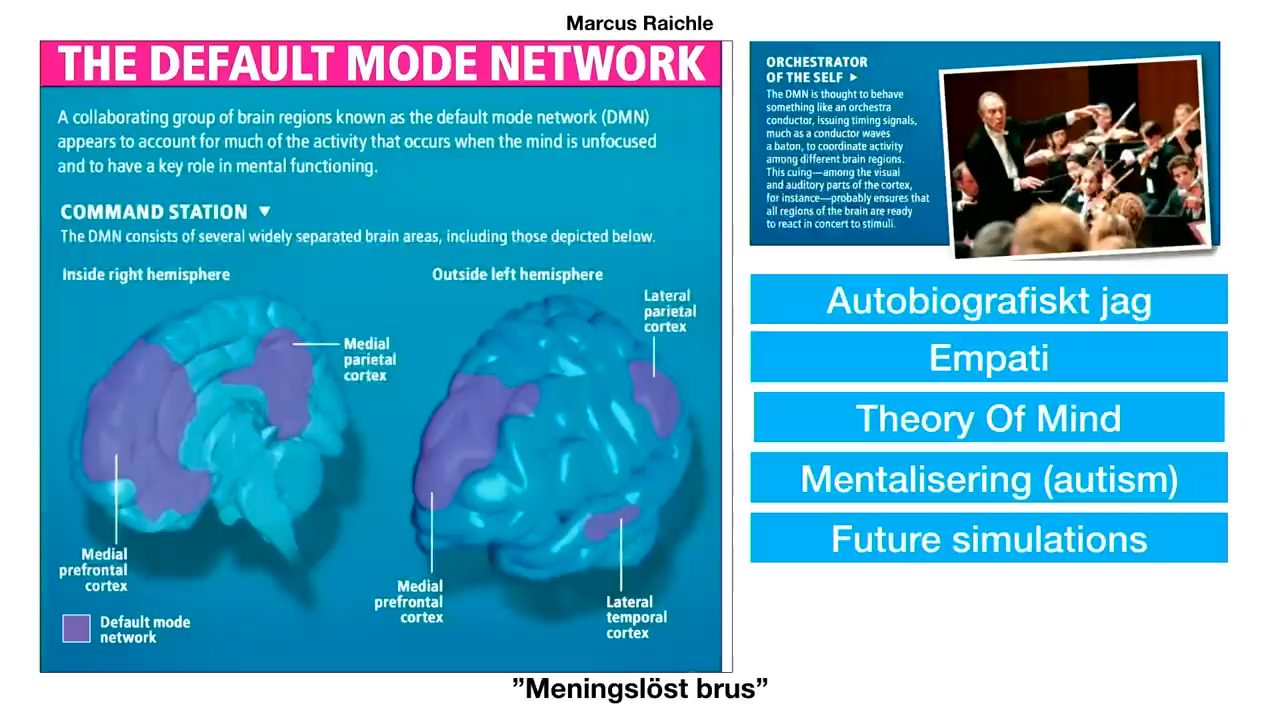 Marcus Raichle
THE DEFAULT MODE NETWORK
A collaborating group of brain regions known as the default mode network (DMN)
appears to account for much of the activity that occurs when the mind is unfocused
and to have a key role in mental functioning.
COMMAND STATION ▼
The DMN consists of several widely separated brain areas, including those depicted below.
Inside right hemisphere
Medial
parietal
cortex
Medial
prefrontal
cortex
Default mode
network
Outside left hemisphere
Lateral
parietal
cortex
Medial
prefrontal
cortex
Lateral
temporal
cortex
ORCHESTRATOR
OF THE SELF ►
The DMN is thought to behave
something like an orchestra
conductor, issuing timing signals,
much as a conductor waves
a baton, to coordinate activity
among different brain regions.
This cuing—among the visual
and auditory parts of the cortex,
for instance—probably ensures that
all regions of the brain are ready
to react in concert to stimuli.
Autobiografiskt jag
Empati
Theory Of Mind
Mentalisering (autism)
Future simulations
”Meningslöst brus”